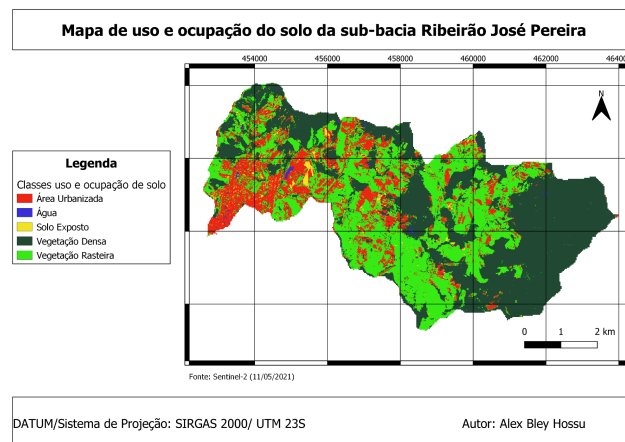 Mapa de uso e ocupação do solo da sub-bacia Ribeirão José Pereira
454000 456000 458000 460000 462000 464
N
Legenda
Classes uso e ocupação de solo
Área Urbanizada
Água
Solo Exposto
Vegetação Densa
Vegetação Rasteira
0 1 2 km
Fonte: Sentinel-2 (11/05/2021)
DATUM/Sistema de Projeção: SIRGAS 2000/ UTM 23S Autor: Alex Bley Hossu